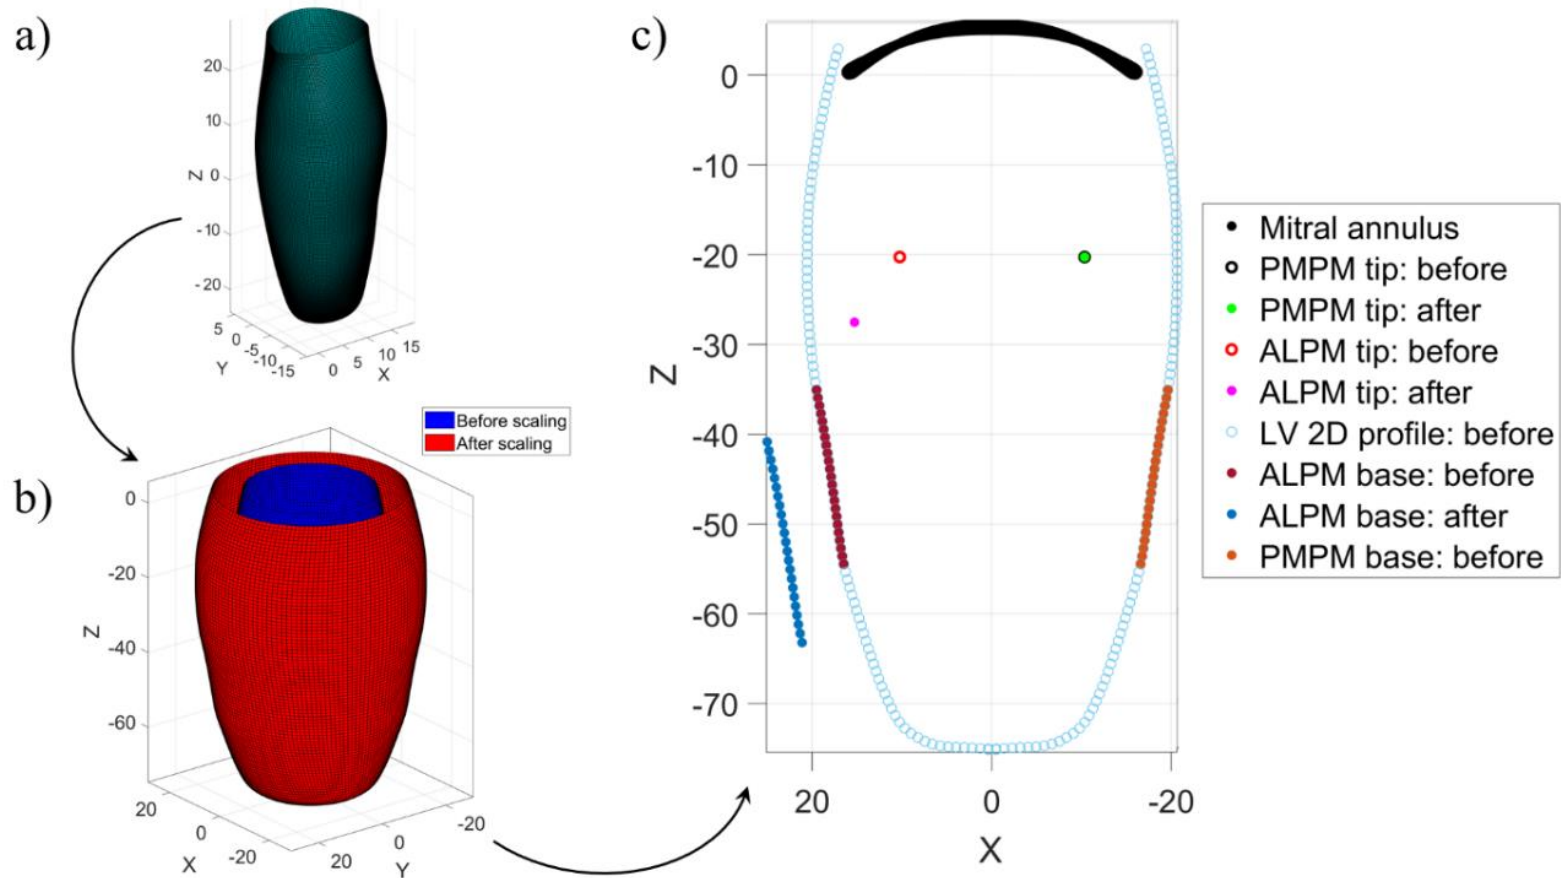 a)
20
10
Z 0
-10
-20
5
0
-5
-10
-15
Y
0
5
10
15
X
b)
Before scaling
After scaling
0
-20
-40
-60
Z
20
0
-20
X
20
0
-20
Y
c)
0
-10
-20
-30
-40
-50
-60
-70
Z
20 0 -20
X
Mitral annulus
PMPM tip: before
PMPM tip: after
ALPM tip: before
ALPM tip: after
LV 2D profile: before
ALPM base: before
ALPM base: after
PMPM base: before